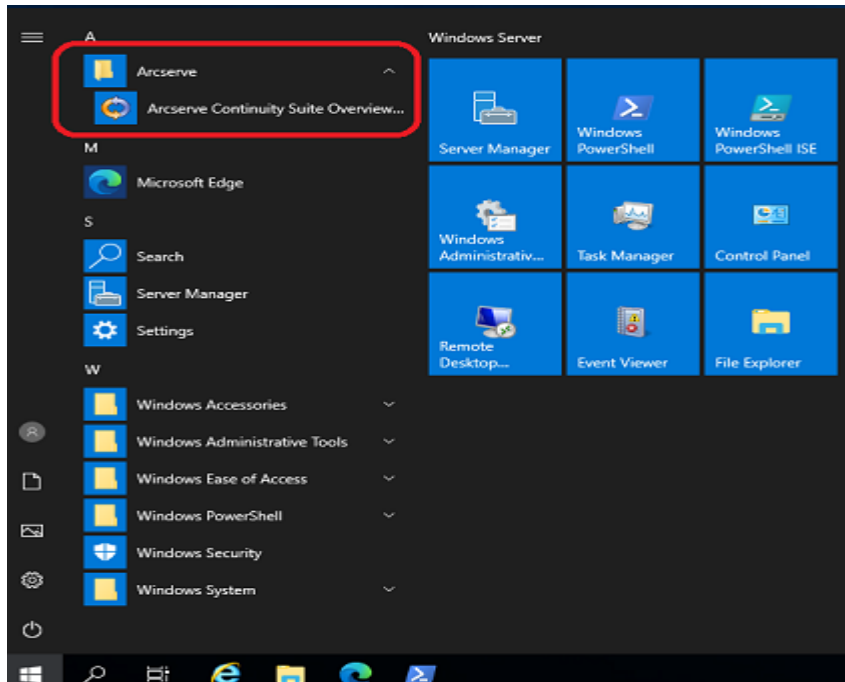 A
Arcserve
Arcserve Continuity Suite Overview...
M
Microsoft Edge
S
Search
Server Manager
Settings
W
Windows Accessories
Windows Administrative Tools
Windows Ease of Access
Windows PowerShell
Windows Security
Windows System
Windows Server
Server Manager
Windows
PowerShell
Windows
PowerShell ISE
Windows
Administrativ...
Task Manager
Control Panel
Remote
Desktop...
Event Viewer
File Explorer